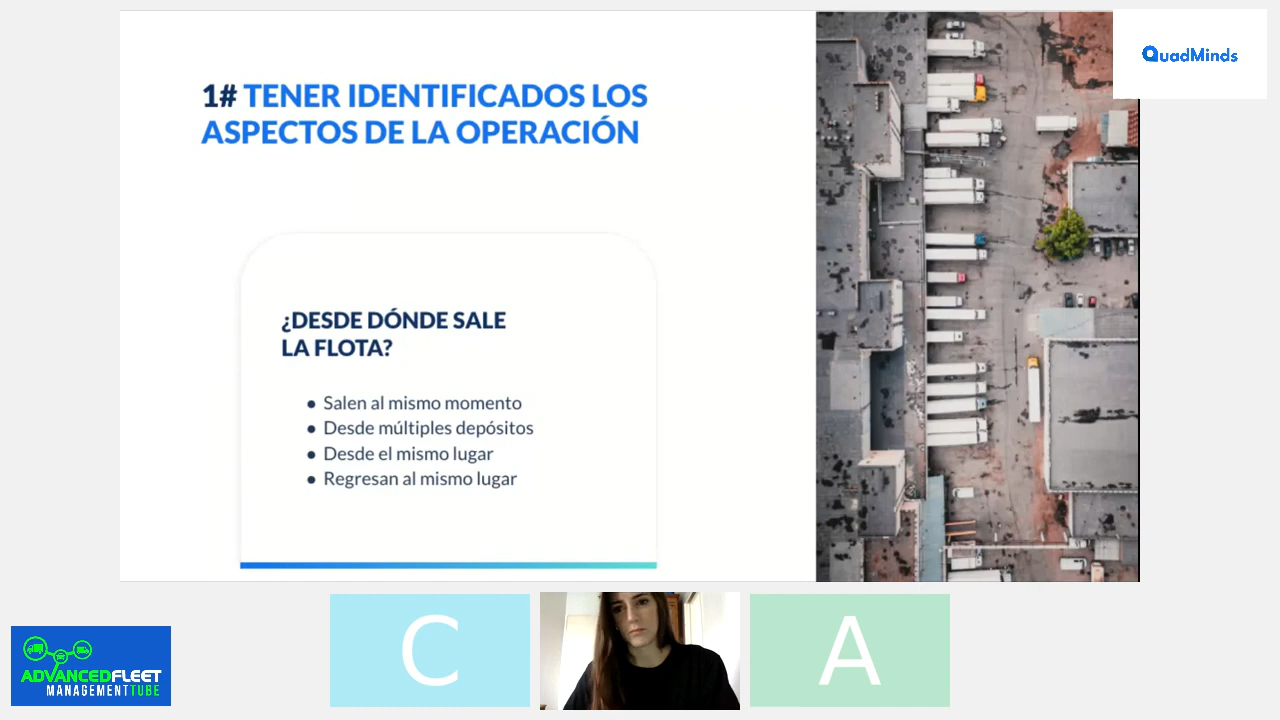 QuadMinds
1# TENER IDENTIFICADOS LOS
ASPECTOS DE LA OPERACIÓN
¿DESDE DÓNDE SALE
LA FLOTA?
● Salen al mismo momento
● Desde múltiples depósitos
● Desde el mismo lugar
● Regresan al mismo lugar
C
A
ADVANCEDFLEET
MANAGEMENTTUBE